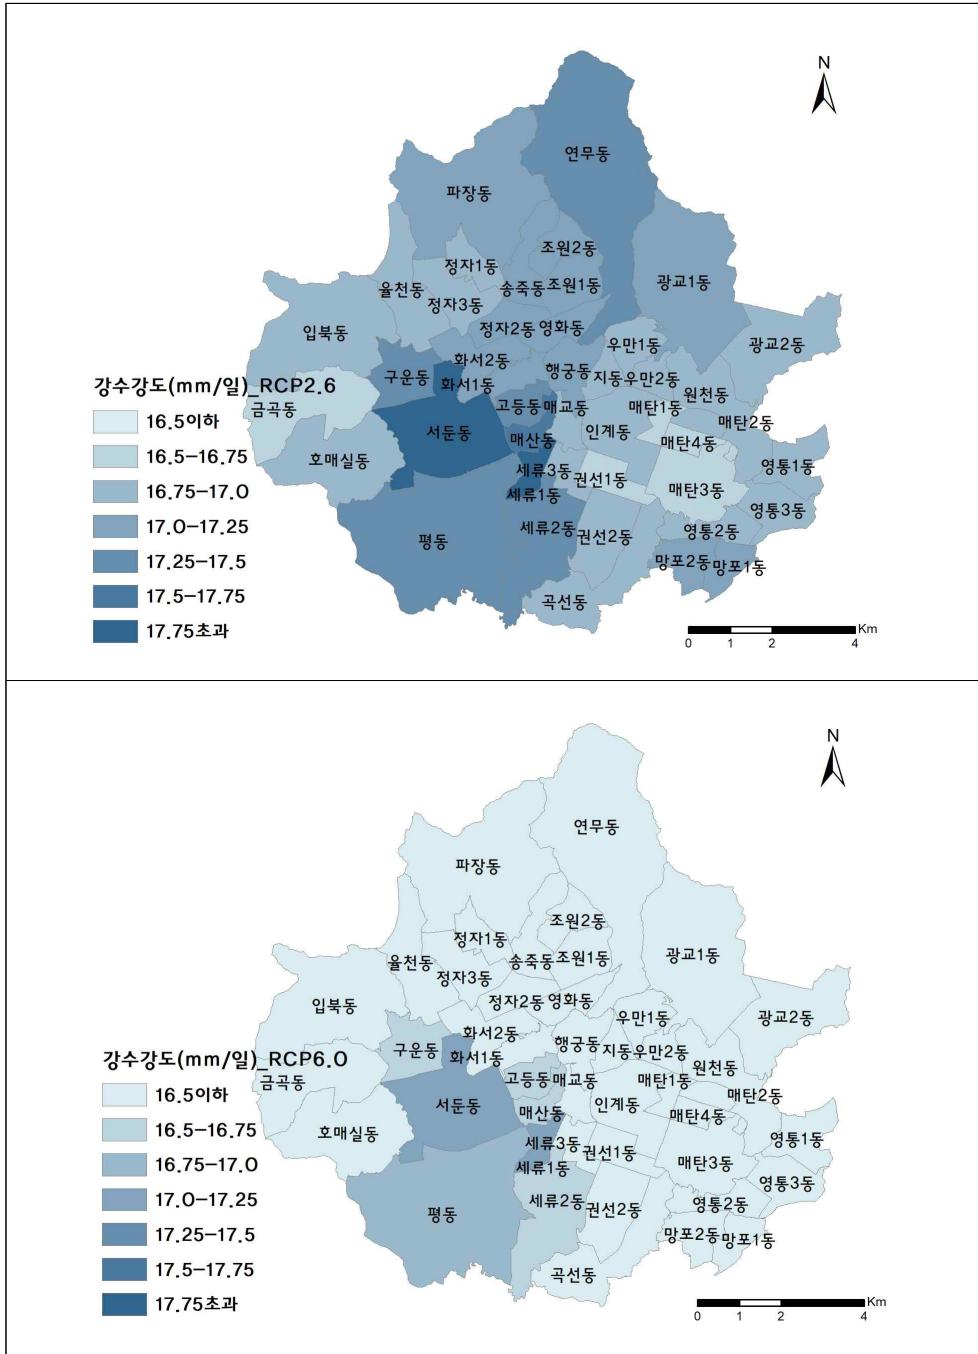 N
연무동
파장동
조원2동
정자1동
광교1동
율천동
송죽동
조원1동
정자3동
입북동
정자2동
영화동
우만1동
광교2동
화서2동
행궁동
구운동
화서1동
지동
우만2동
강수강도(mm/일)_RCP2.6
원천동
금곡동
고등동
매교동
매탄1동
16.5이하
매탄2동
서둔동
인계동
매산동
매탄4동
16.5-16.75
호매실동
세류3동
권선1동
영통1동
16.75-17.0
매탄3동
세류1동
영통3동
17.0-17.25
세류2동
권선2동
영통2동
평동
17.25-17.5
망포2동
망포1동
17.5-17.75
곡선동
17.75초과
Km
0
1
2
4
N
연무동
파장동
조원2동
정자1동
광교1동
율천동
송죽동
조원1동
정자3동
입북동
정자2동
영화동
우만1동
광교2동
화서2동
행궁동
구운동
화서1동
지동
우만2동
강수강도(mm/일)_RCP6.0
원천동
금곡동
고등동
매교동
매탄1동
16.5이하
매탄2동
서둔동
인계동
매산동
매탄4동
16.5-16.75
호매실동
세류3동
권선1동
영통1동
16.75-17.0
매탄3동
세류1동
영통3동
17.0-17.25
세류2동
권선2동
영통2동
평동
17.25-17.5
망포2동
망포1동
17.5-17.75
곡선동
17.75초과
Km
0
1
2
4